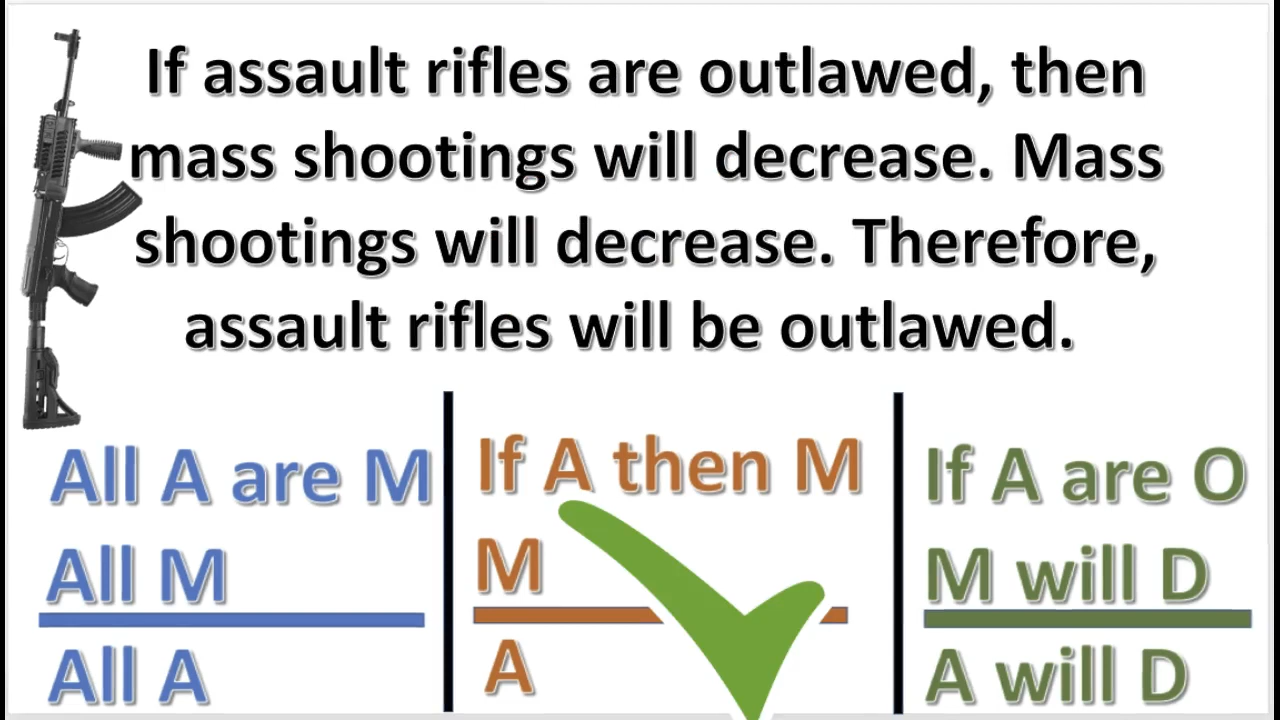 If assault rifles are outlawed, then
mass shootings will decrease. Mass
shootings will decrease. Therefore,
assault rifles will be outlawed.
All A are M
All M
All A
If A then M
M
A
If A are O
M will D
A will D